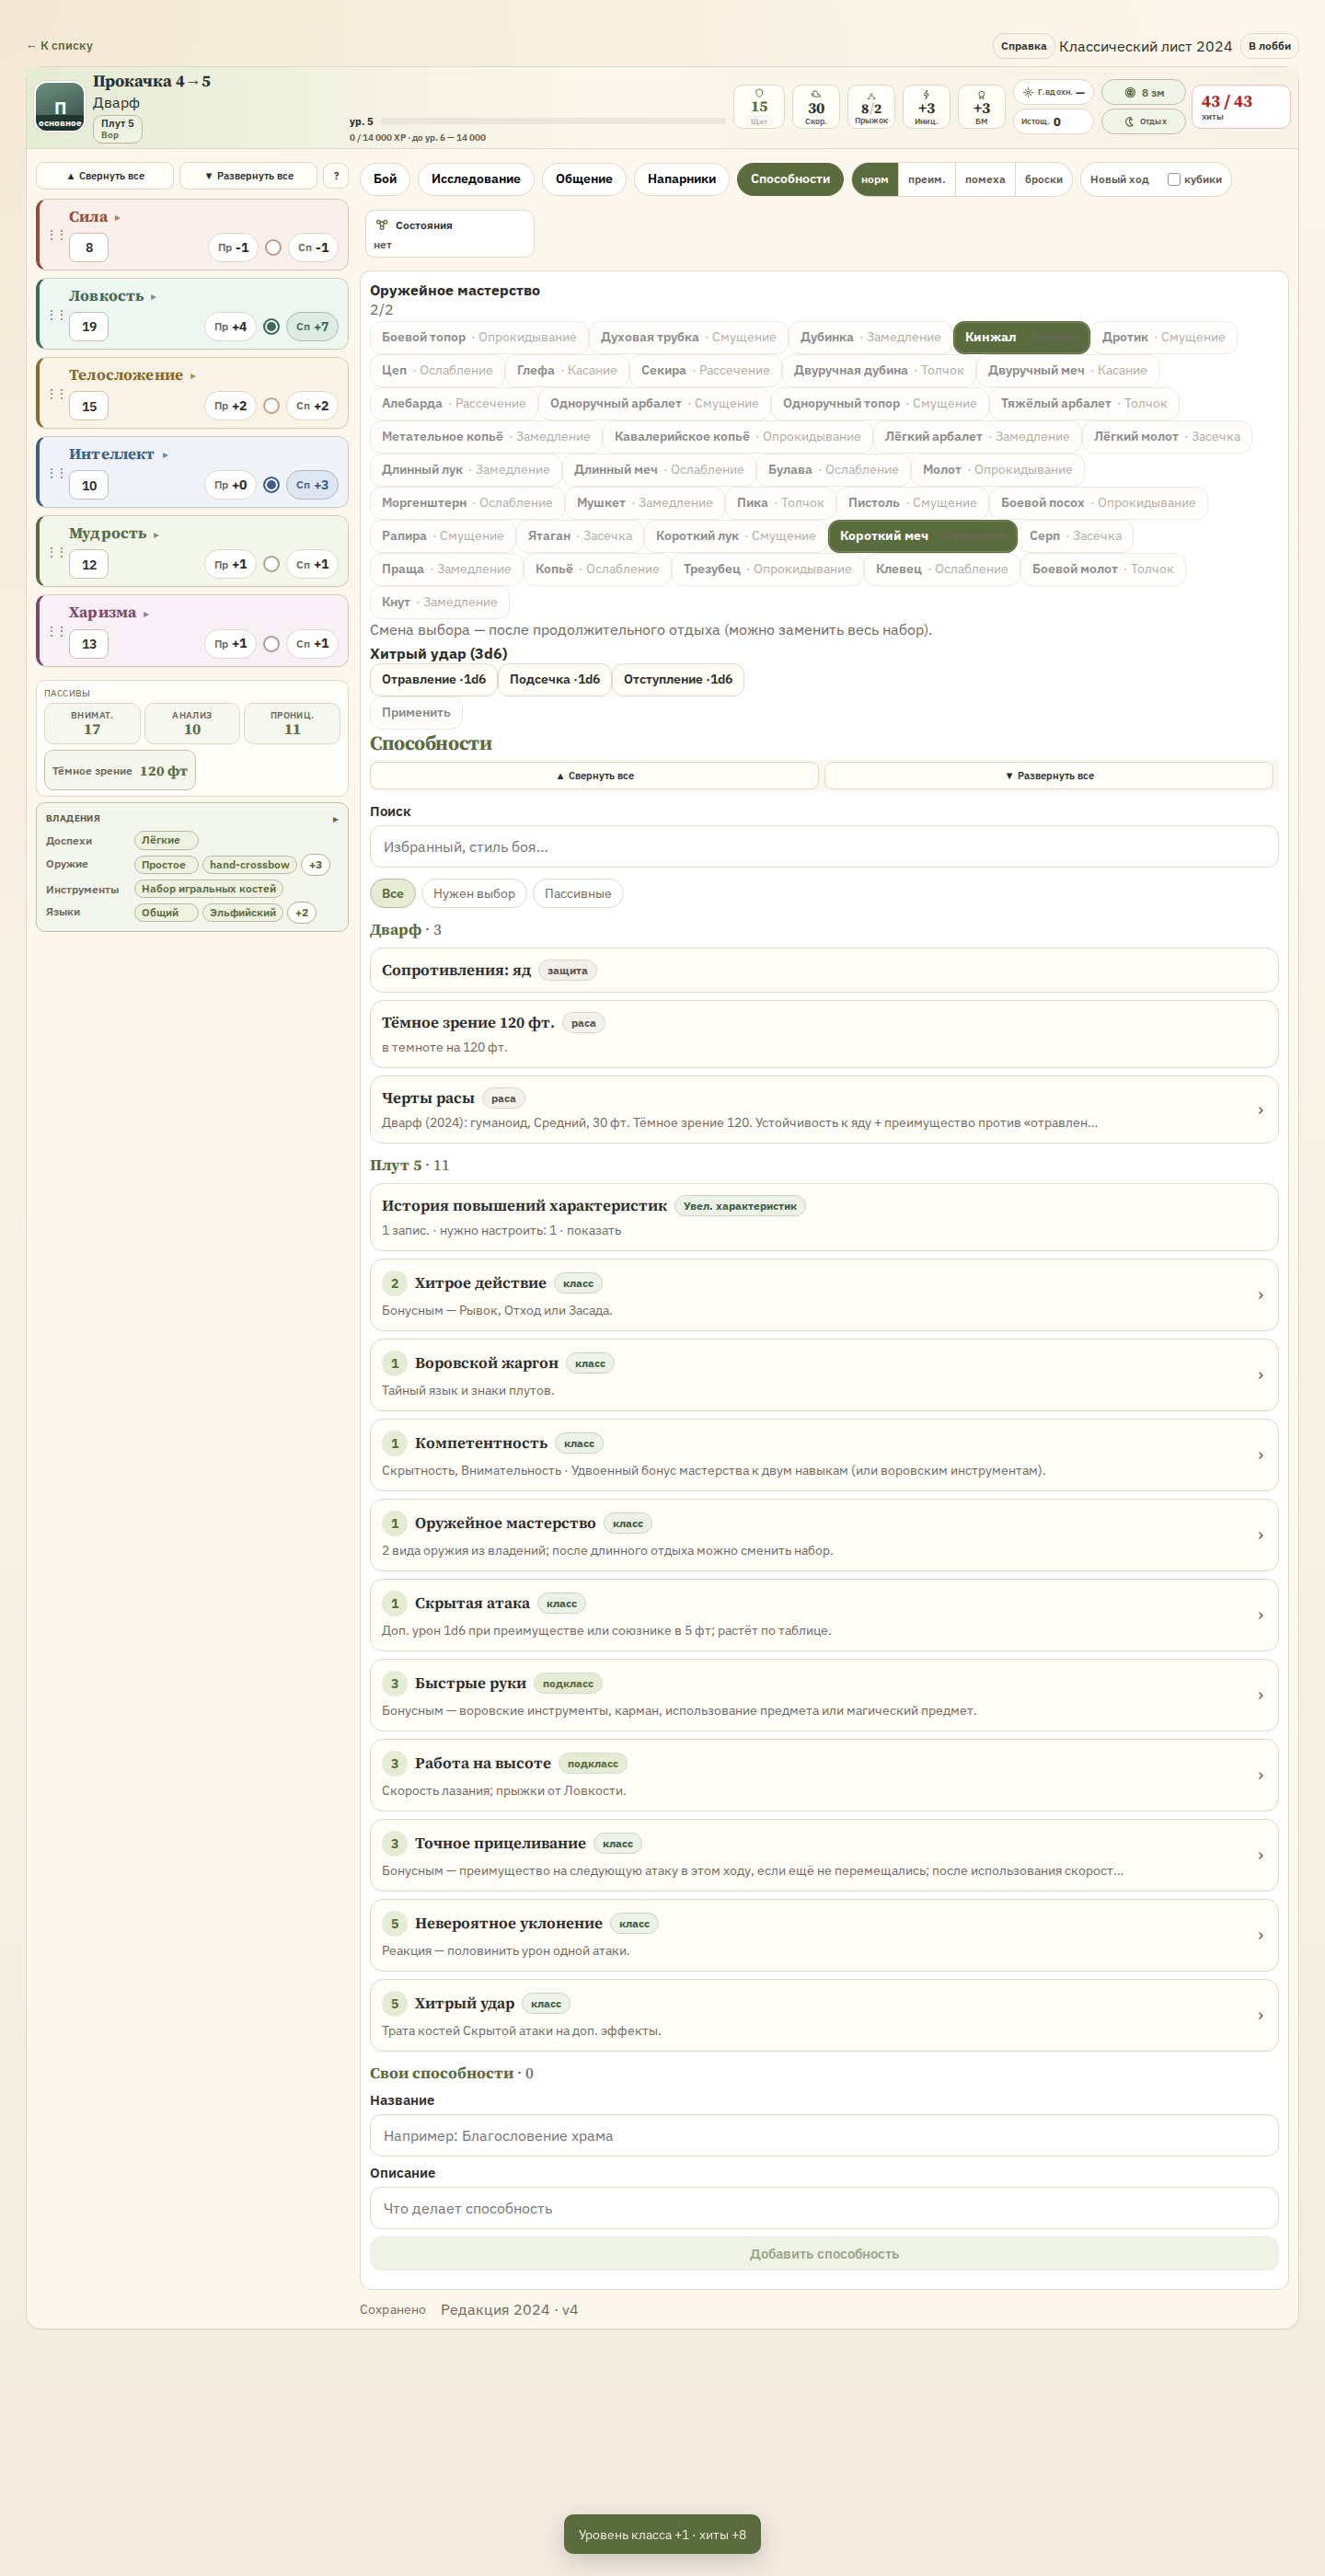 ← К списку
Справка Классический лист 2024 В лобби
П
основное
Прокачка 4→5
Дварф
Плут 5
Вор
ур. 5
0 / 14 000 XP · до ур. 6 — 14 000
15
Щит
30
Скор.
8/2
Прыжок
+3
Иниц.
+3
БМ
Г.вдохн. —
Истощ. 0
8 зм
Отдых
43 / 43
хиты
▲ Свернуть все ▼ Развернуть все ?
Сила ▸
8 Пр -1 Сп -1
Ловкость ▸
19 Пр +4 Сп +7
Телосложение ▸
15 Пр +2 Сп +2
Интеллект ▸
10 Пр +0 Сп +3
Мудрость ▸
12 Пр +1 Сп +1
Харизма ▸
13 Пр +1 Сп +1
ПАССИВЫ
ВНИМАТ. АНАЛИЗ ПРОНИЦ.
17 10 11
Тёмное зрение 120 фт
ВЛАДЕНИЯ ▸
Доспехи Лёгкие
Оружие Простое hand-crossbow +3
Инструменты Набор игральных костей
Языки Общий Эльфийский +2
Бой Исследование Общение Напарники Способности норм преим. помеха броски Новый ход кубики
Состояния
нет
Оружейное мастерство
2/2
Боевой топор · Опрокидывание Духовая трубка · Смущение Дубинка · Замедление Кинжал Дротик · Смущение
Цеп · Ослабление Глефа · Касание Секира · Рассечение Двуручная дубина · Толчок Двуручный меч · Касание
Алебарда · Рассечение Одноручный арбалет · Смущение Одноручный топор · Смущение Тяжёлый арбалет · Толчок
Метательное копьё · Замедление Кавалерийское копьё · Опрокидывание Лёгкий арбалет · Замедление Лёгкий молот · Засечка
Длинный лук · Замедление Длинный меч · Ослабление Булава · Ослабление Молот · Опрокидывание
Моргенштерн · Ослабление Мушкет · Замедление Пика · Толчок Пистоль · Смущение Боевой посох · Опрокидывание
Рапира · Смущение Ятаган · Засечка Короткий лук · Смущение Короткий меч Серп · Засечка
Праща · Замедление Копьё · Ослабление Трезубец · Опрокидывание Клевец · Ослабление Боевой молот · Толчок
Кнут · Замедление
Смена выбора — после продолжительного отдыха (можно заменить весь набор).
Хитрый удар (3d6)
Отравление ·1d6 Подсечка ·1d6 Отступление ·1d6
Применить
Способности
▲ Свернуть все ▼ Развернуть все
Поиск
Избранный, стиль боя…
Все Нужен выбор Пассивные
Дварф · 3
Сопротивления: яд защита
Тёмное зрение 120 фт. раса
в темноте на 120 фт.
Черты расы раса
Дварф (2024): гуманоид, Средний, 30 фт. Тёмное зрение 120. Устойчивость к яду + преимущество против «отравлен… ›
Плут 5 · 11
История повышений характеристик Увел. характеристик
1 запис. · нужно настроить: 1 · показать
2 Хитрое действие класс
Бонусным — Рывок, Отход или Засада. ›
1 Воровской жаргон класс
Тайный язык и знаки плутов. ›
1 Компетентность класс
Скрытность, Внимательность · Удвоенный бонус мастерства к двум навыкам (или воровским инструментам). ›
1 Оружейное мастерство класс
2 вида оружия из владений; после длинного отдыха можно сменить набор. ›
1 Скрытая атака класс
Доп. урон 1d6 при преимуществе или союзнике в 5 фт; растёт по таблице. ›
3 Быстрые руки подкласс
Бонусным — воровские инструменты, карман, использование предмета или магический предмет. ›
3 Работа на высоте подкласс
Скорость лазания; прыжки от Ловкости. ›
3 Точное прицеливание класс
Бонусным — преимущество на следующую атаку в этом ходу, если ещё не перемещались; после использования скорост… ›
5 Невероятное уклонение класс
Реакция — половинить урон одной атаки. ›
5 Хитрый удар класс
Трата костей Скрытой атаки на доп. эффекты. ›
Свои способности · 0
Название
Например: Благословение храма
Описание
Что делает способность
Добавить способность
Сохранено Редакция 2024 · v4
Уровень класса +1 · хиты +8